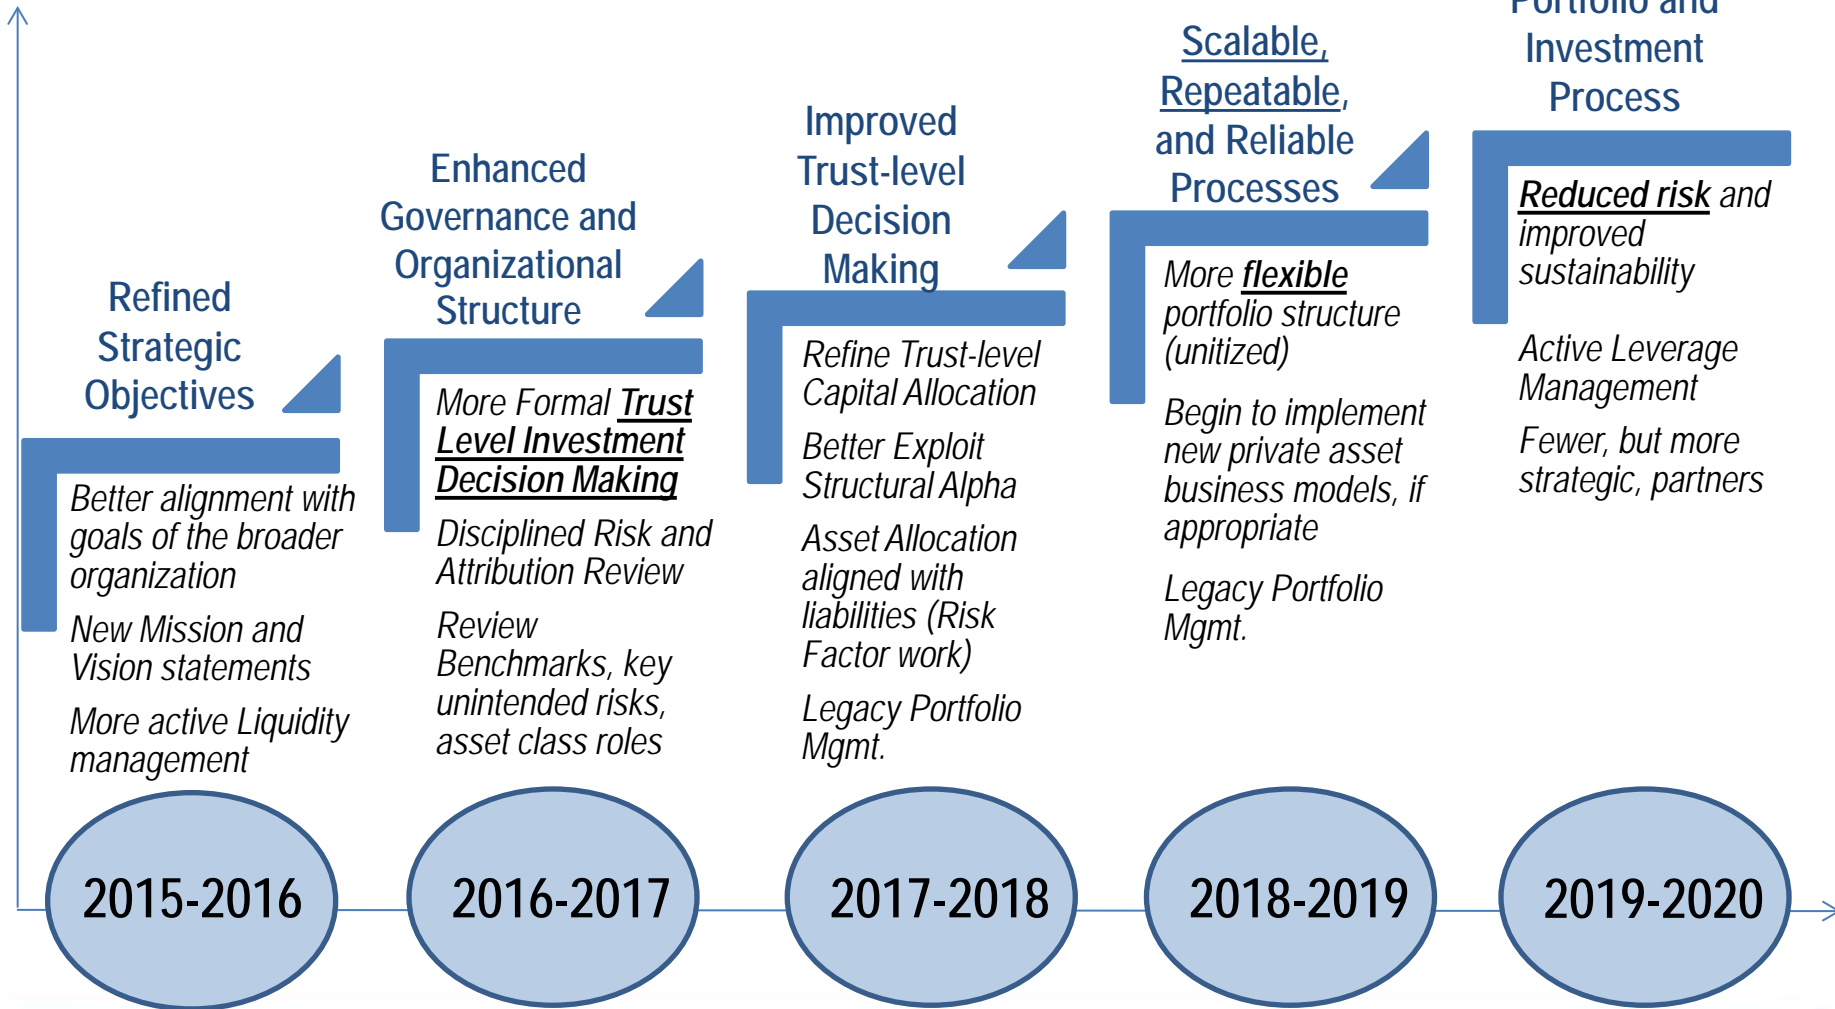 Refined
Strategic
Objectives
Better alignment with
goals of the broader
organization
New Mission and
Vision statements
More active Liquidity
management
2015-2016
Enhanced
Governance and
Organizational
Structure
More Formal Trust
Level Investment
Decision Making
Disciplined Risk and
Attribution Review
Review
Benchmarks, key
unintended risks,
asset class roles
2016-2017
Improved
Trust-level
Decision
Making
Refine Trust-level
Capital Allocation
Better Exploit
Structural Alpha
Asset Allocation
aligned with
liabilities (Risk
Factor work)
Legacy Portfolio
Mgmt.
2017-2018
Scalable,
Repeatable,
and Reliable
Processes
More flexible
portfolio structure
(unitized)
Begin to implement
new private asset
business models, if
appropriate
Legacy Portfolio
Mgmt.
2018-2019
Portfolio and
Investment
Process
Reduced risk and
improved
sustainability
Active Leverage
Management
Fewer, but more
strategic, partners
2019-2020